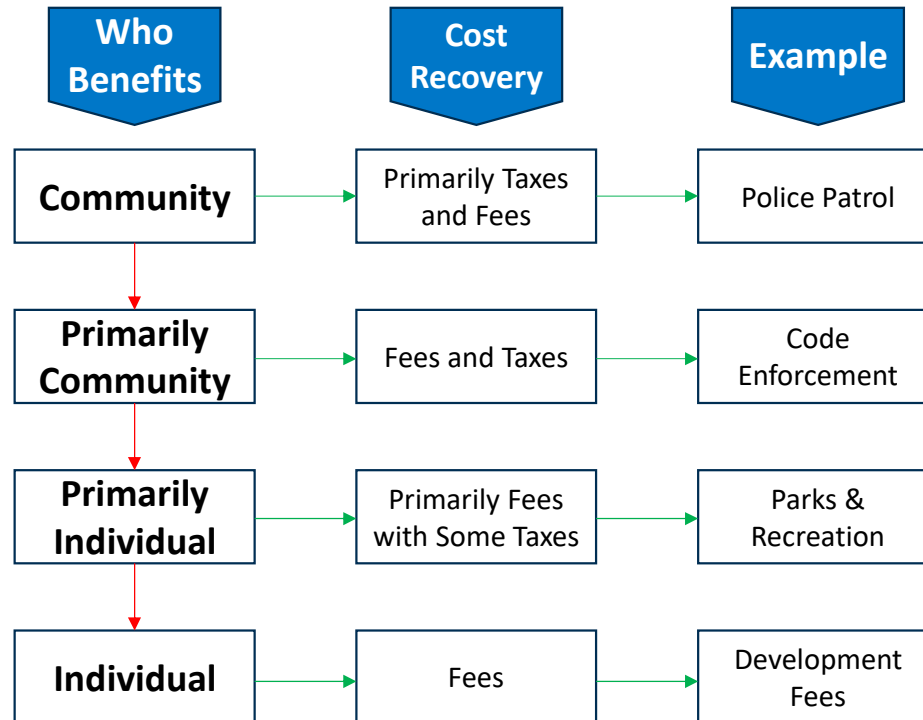 Who
Benefits
Cost
Recovery
Example
Community
Primarily Taxes
and Fees
Police Patrol
Primarily
Community
Fees and Taxes
Code
Enforcement
Primarily
Individual
Primarily Fees
with Some Taxes
Parks &
Recreation
Individual
Fees
Development
Fees